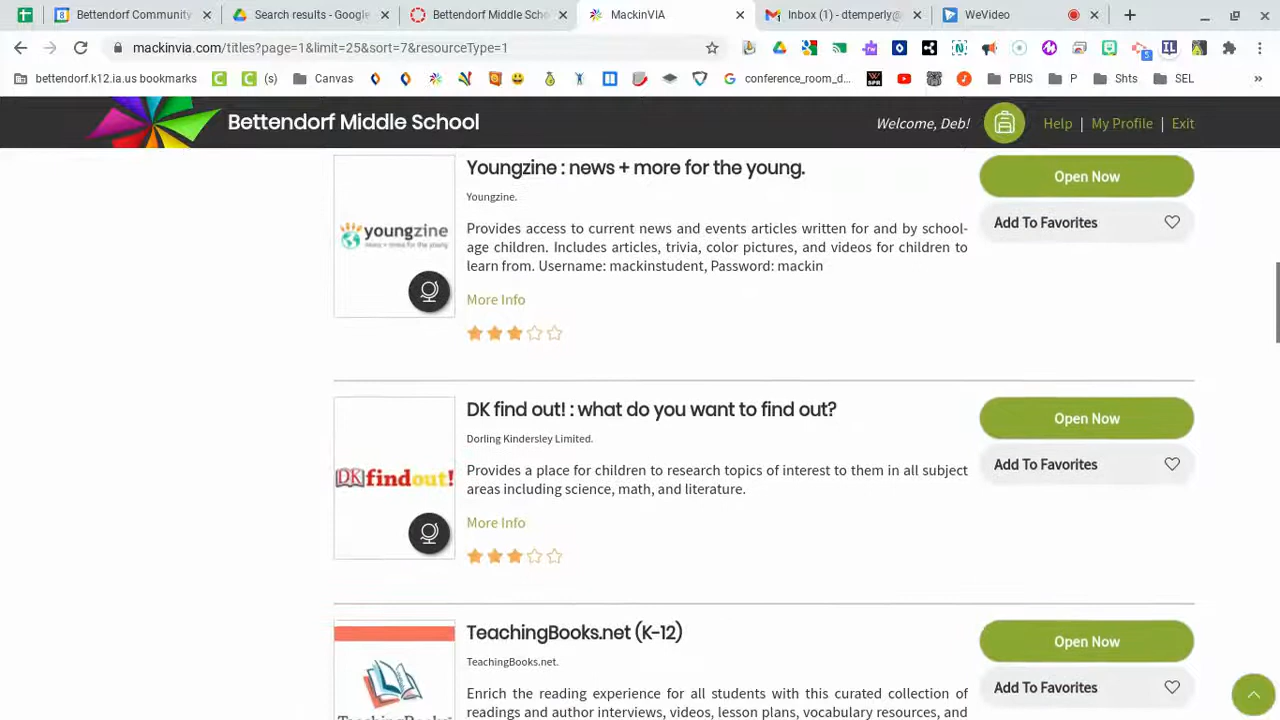 Bettendorf Community
Search results - Google
Bettendorf Middle Scho
MackinVIA
Inbox (1) - dtemperly@
WeVideo
mackinvia.com/titles?page=1&limit=25&sort=7&resourceType=1
bettendorf.k12.ia.us bookmarks
(s)
Canvas
conference_room_d...
PBIS
P
Shts
SEL
»
Bettendorf Middle School
Welcome, Deb!
Help | My Profile | Exit
Youngzine : news + more for the young.
Youngzine.
Provides access to current news and events articles written for and by school-
age children. Includes articles, trivia, color pictures, and videos for children to
learn from. Username: mackinstudent, Password: mackin
More Info
youngzine
news + more for the young
Open Now
Add To Favorites
DK find out! : what do you want to find out?
Dorling Kindersley Limited.
Provides a place for children to research topics of interest to them in all subject
areas including science, math, and literature.
More Info
DK findout!
Open Now
Add To Favorites
TeachingBooks.net (K-12)
TeachingBooks.net.
Enrich the reading experience for all students with this curated collection of
readings and author interviews, videos, lesson plans, vocabulary resources, and
TeachingBooks
Open Now
Add To Favorites